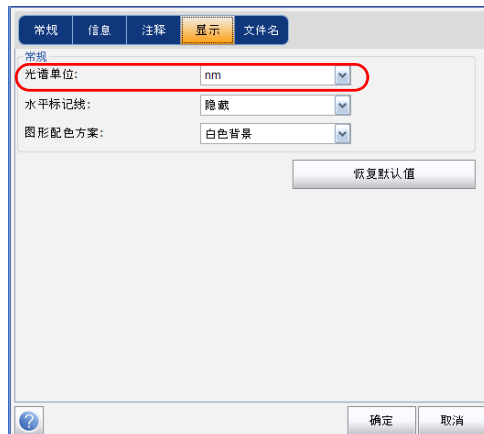 常规 信息 注释 显示 文件名
常规
光谱单位: nm
水平标记线: 隐藏
图形配色方案: 白色背景
恢复默认值
? 确定 取消